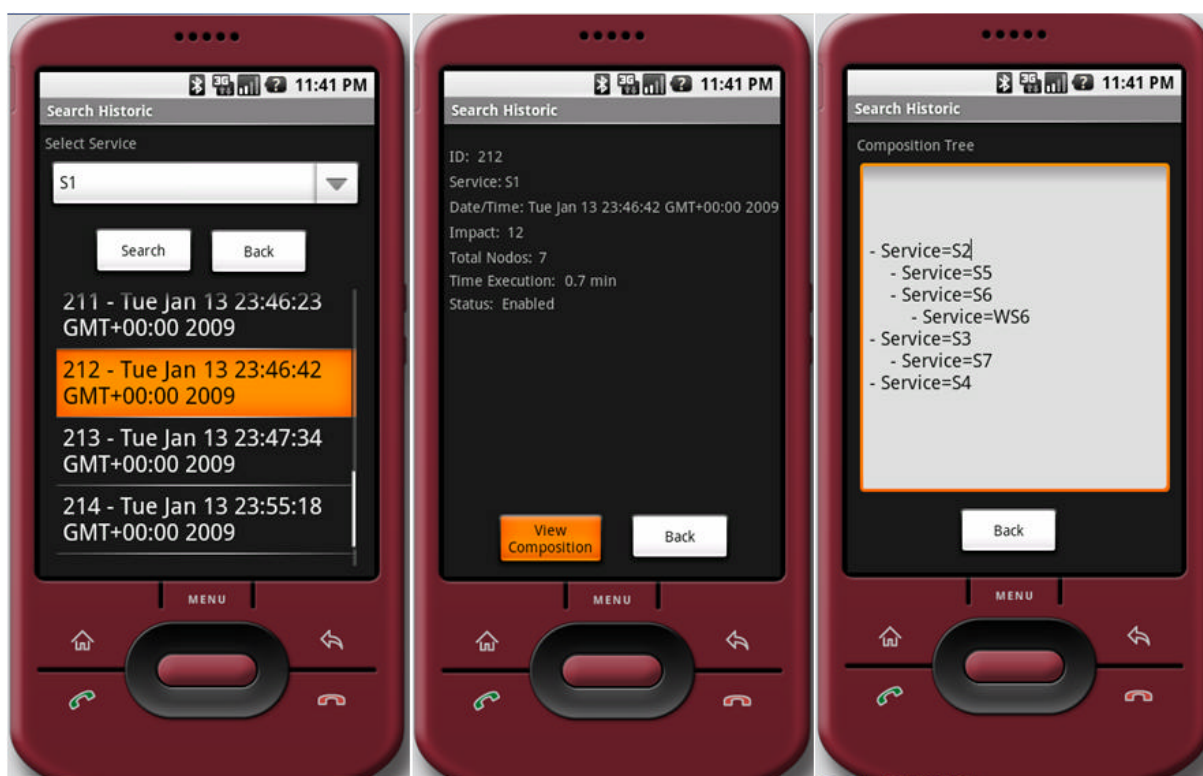 11:41 PM
Search Historic
Select Service
S1
Search
Back
211 - Tue Jan 13 23:46:23
GMT+00:00 2009
212 - Tue Jan 13 23:46:42
GMT+00:00 2009
213 - Tue Jan 13 23:47:34
GMT+00:00 2009
214 - Tue Jan 13 23:55:18
GMT+00:00 2009
MENU
3G 11:41 PM
Search Historic
ID: 212
Service: S1
Date/Time: Tue Jan 13 23:46:42 GMT+00:00 2009
Impact: 12
Total Nodos: 7
Time Execution: 0.7 min
Status: Enabled
View
Composition
Back
MENU
3G 11:41 PM
Search Historic
Composition Tree
- Service=S2
- Service=S5
- Service=S6
- Service=WS6
- Service=S3
- Service=S7
- Service=S4
Back
MENU